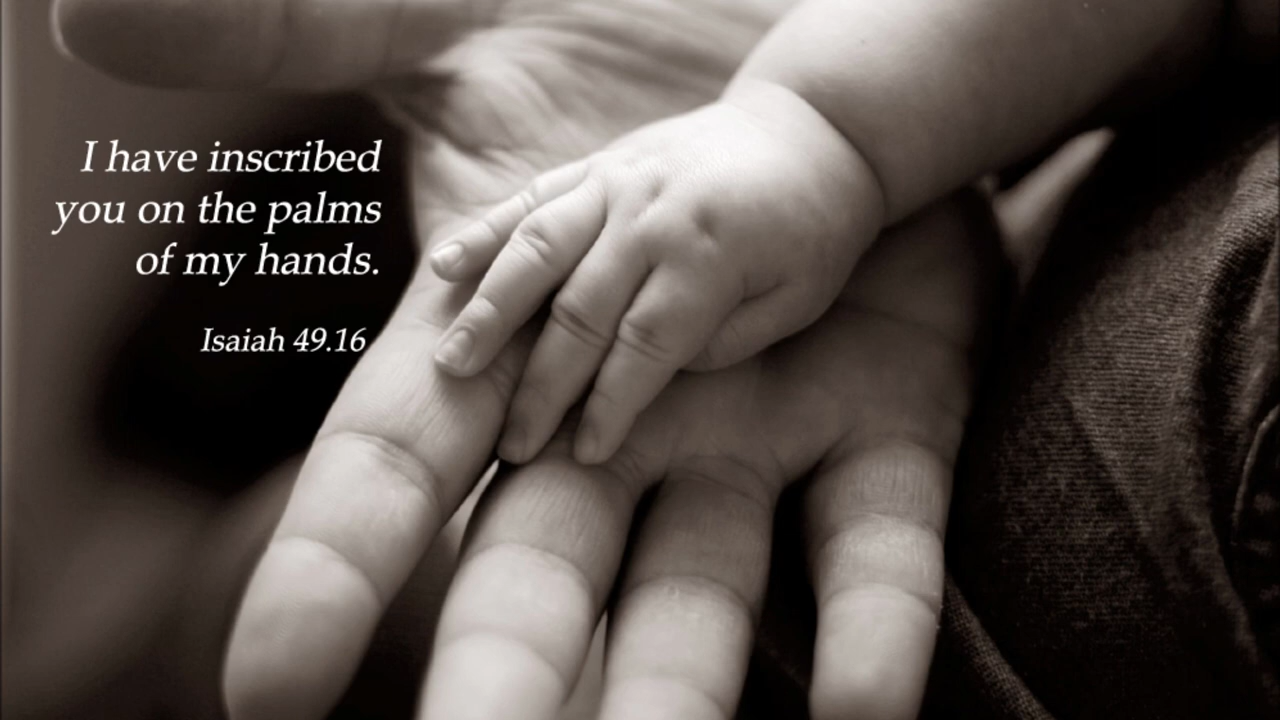 I have inscribed
you on the palms
of my hands.
Isaiah 49.16